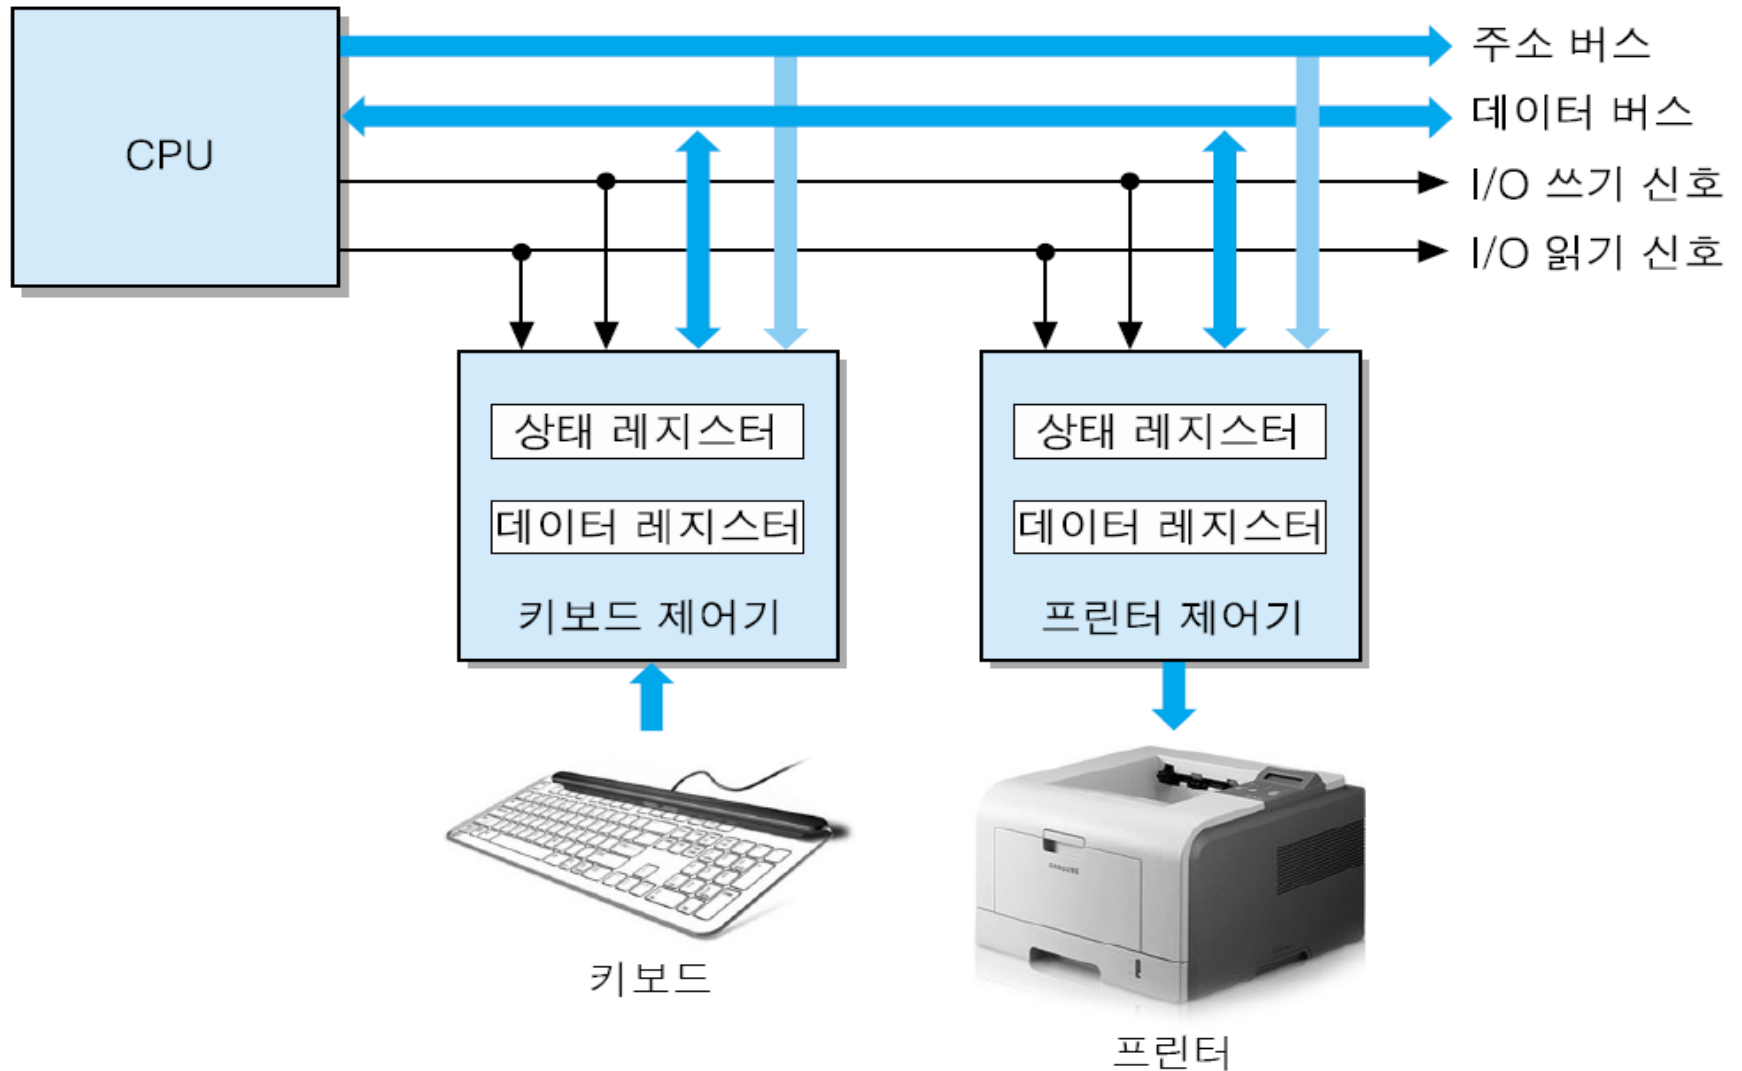 CPU
주소 버스
데이터 버스
I/O 쓰기 신호
I/O 읽기 신호
상태 레지스터
데이터 레지스터
키보드 제어기
상태 레지스터
데이터 레지스터
프린터 제어기
키보드
프린터